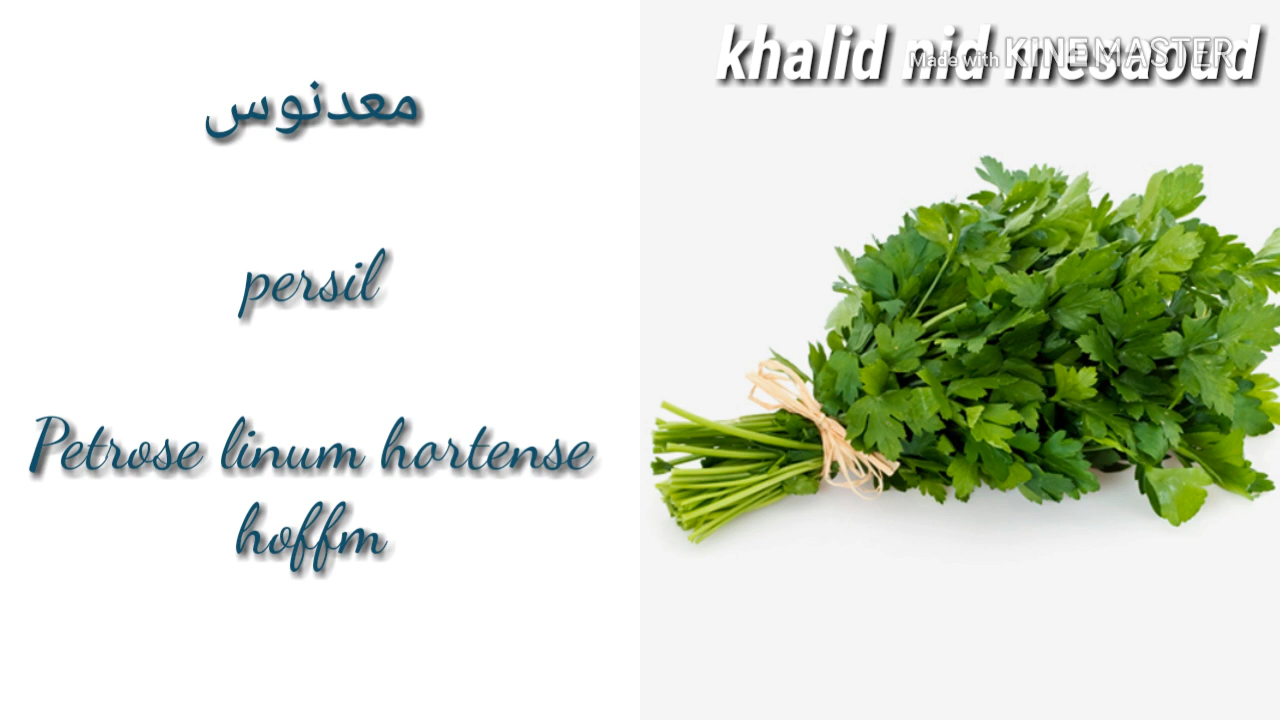 معدنوس
persil
Petrose linum hortense
hoffm
khalid nid mesaoud
Made with KINEMASTER